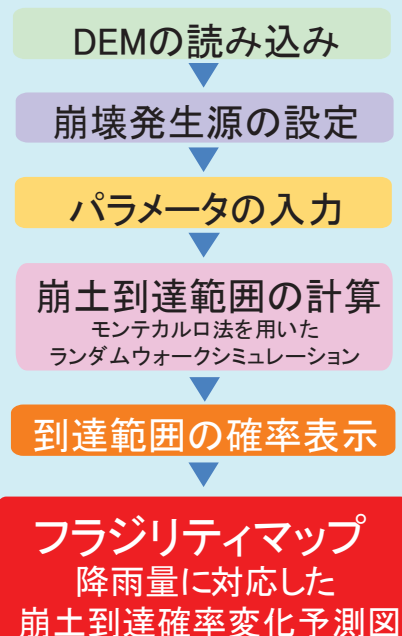 DEMの読み込み
崩壊発生源の設定
パラメータの入力
崩土到達範囲の計算
モンテカルロ法を用いた
ランダムウォークシミュレーション
到達範囲の確率表示
フラジリティマップ
降雨量に対応した
崩土到達確率変化予測図